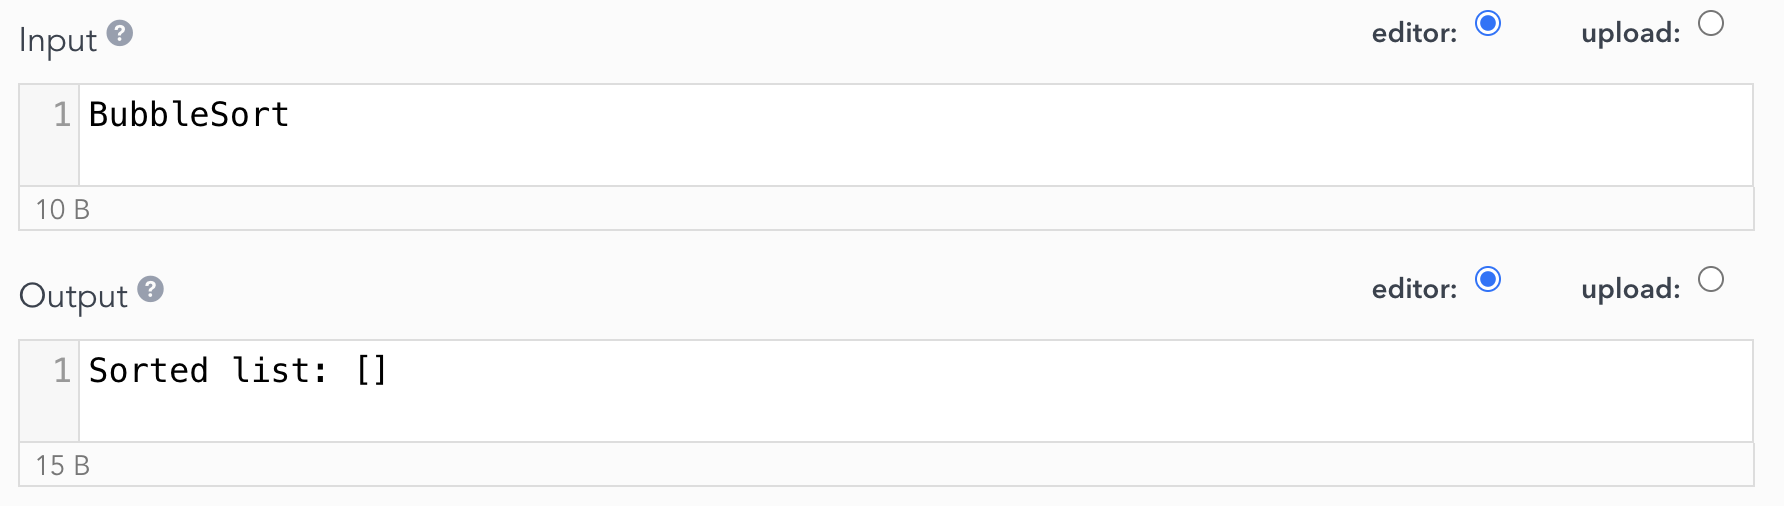 Input ? editor: upload:
1 BubbleSort
10 B
Output ? editor: upload:
1 Sorted list: []
15 B